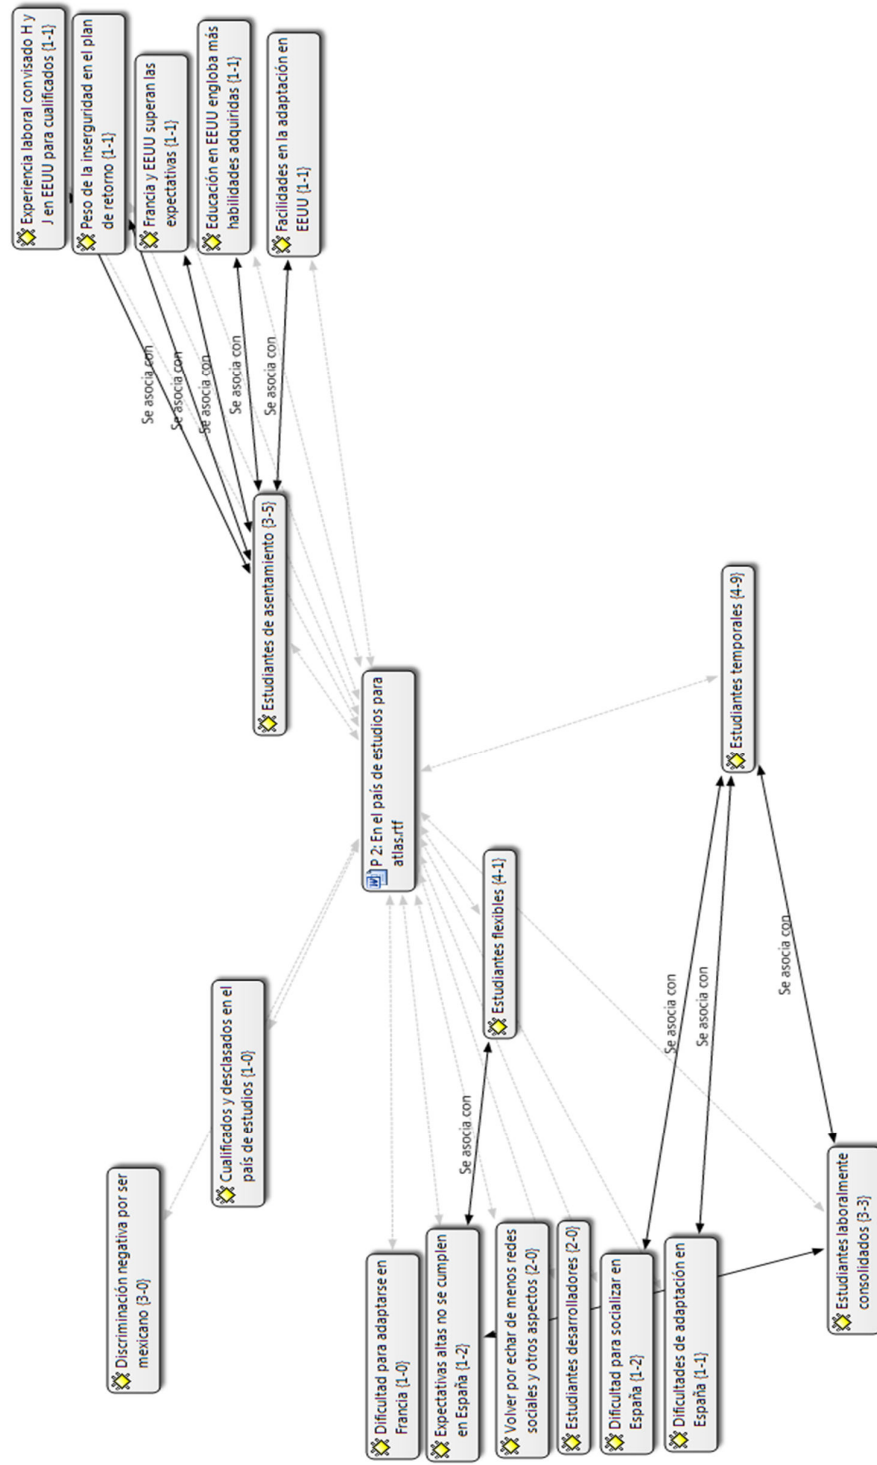 Experiencia laboral con visado H y
J en EEUU para cualificados {1-1}
Peso de la inserguridad en el plan
de retorno {1-1}
Discriminación negativa por ser
mexicano {3-0}
Francia y EEUU superan las
expectativas {1-1}
Se asocia con
Se asocia con
Se asocia con
Educación en EEUU engloba más
habilidades adquiridas {1-1}
Cualificados y desclasados en el
país de estudios {1-0}
Se asocia con
Se asocia con
Facilidades en la adaptación en
EEUU {1-1}
Estudiantes de asentamiento {3-5}
P 2: En el país de estudios para
atlas.rtf
Dificultad para adaptarse en
Francia {1-0}
Expectativas altas no se cumplen
en España {1-2}
Se asocia con
Estudiantes flexibles {4-1}
Volver por echar de menos redes
sociales y otros aspectos {2-0}
Estudiantes desarrolladores {2-0}
Dificultad para socializar en
España {1-2}
Se asocia con
Dificultades de adaptación en
España {1-1}
Se asocia con
Estudiantes temporales {4-9}
Se asocia con
Estudiantes laboralmente
consolidados {3-3}